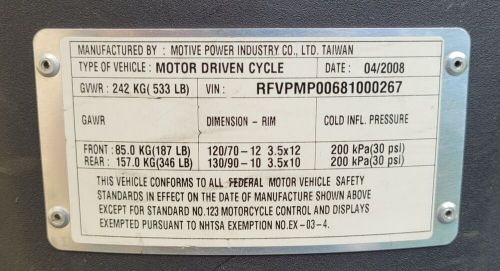 MANUFACTURED BY : MOTIVE POWER INDUSTRY CO., LTD. TAIWAN
TYPE OF VEHICLE : MOTOR DRIVEN CYCLE DATE : 04/2008
GVWR : 242 KG( 533 LB) VIN : RFVPMP00681000267
GAWR DIMENSION - RIM COLD INFL. PRESSURE
FRONT : 85.0 KG(187 LB) 120/70-12 3.5x12 200 kPa(30 psi)
REAR : 157.0 KG(346 LB) 130/90-10 3.5x10 200 kPa(30 psi)
THIS VEHICLE CONFORMS TO ALL FEDERAL MOTOR VEHICLE SAFETY
STANDARDS IN EFFECT ON THE DATE OF MANUFACTURE SHOWN ABOVE
EXCEPT FOR STANDARD NO.123 MOTORCYCLE CONTROL AND DISPLAYS
EXEMPTED PURSUANT TO NHTSA EXEMPTION NO.EX-03-4.